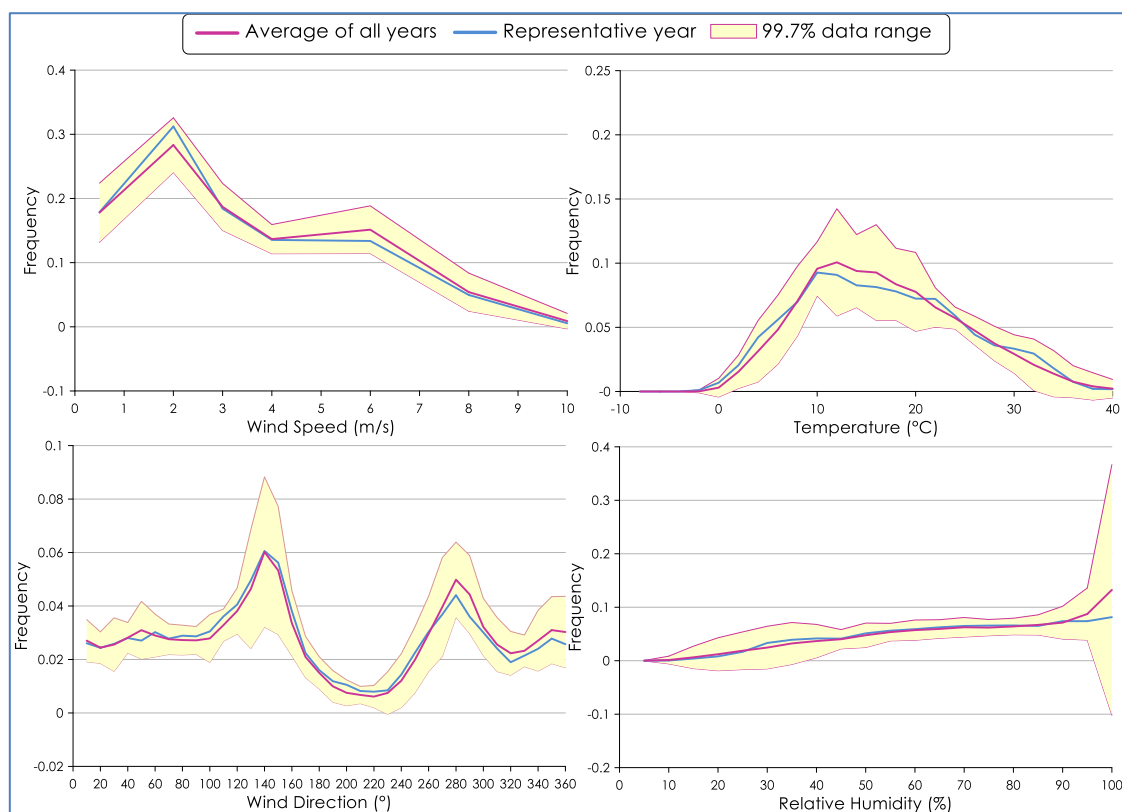 Average of all years Representative year 99.7% data range
0.4
0.3
0.2
0.1
0
-0.1
Frequency
0 1 2 3 4 6 8 0 10
Wind Speed (m/s)
0.25
0.2
0.15
0.1
0.05
-0
Frequency
-10 0 10 20 30 40
Temperature (°C)
0.1
0.08
0.06
0.04
0.02
0
-0.02
Frequency
0 20 40 60 80 100 120 140 160 180 200 220 240 260 280 300 320 340 360
Wind Direction (°)
0.4
0.3
0.2
0.1
0
-0.1
-0.2
Frequency
0 10 20 30 40 50 60 70 80 90 100
Relative Humidity (%)